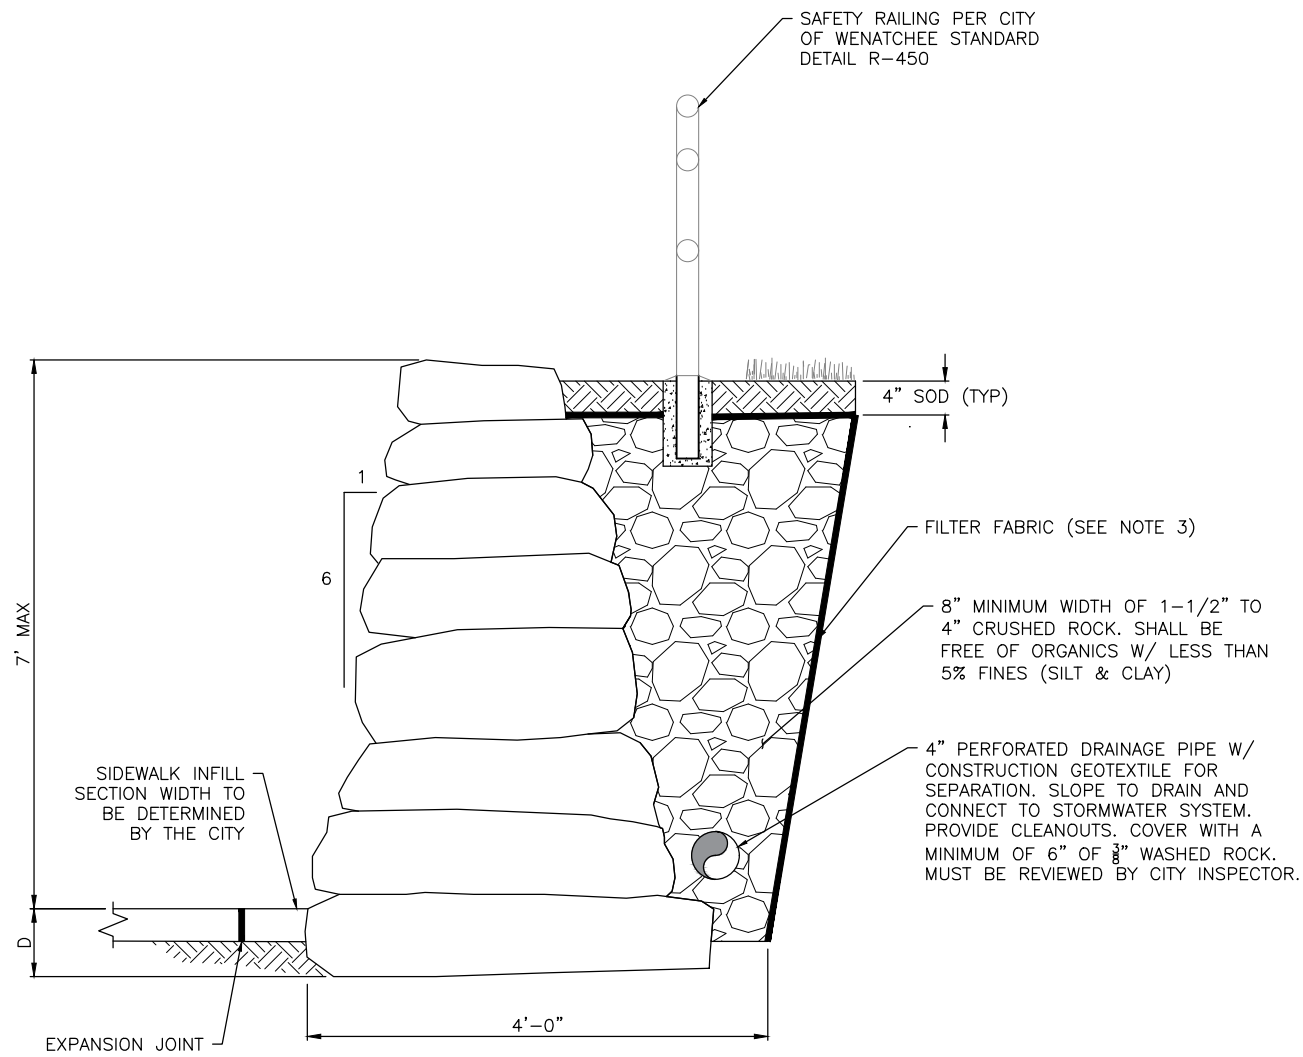 SAFETY RAILING PER CITY
OF WENATCHEE STANDARD
DETAIL R-450
4" SOD (TYP)
1
6
7' MAX
FILTER FABRIC (SEE NOTE 3)
8" MINIMUM WIDTH OF 1-1/2" TO
4" CRUSHED ROCK. SHALL BE
FREE OF ORGANICS W/ LESS THAN
5% FINES (SILT & CLAY)
4" PERFORATED DRAINAGE PIPE W/
CONSTRUCTION GEOTEXTILE FOR
SEPARATION. SLOPE TO DRAIN AND
CONNECT TO STORMWATER SYSTEM.
PROVIDE CLEANOUTS. COVER WITH A
MINIMUM OF 6" OF 3/8" WASHED ROCK.
MUST BE REVIEWED BY CITY INSPECTOR.
SIDEWALK INFILL
SECTION WIDTH TO
BE DETERMINED
BY THE CITY
D
4'-0"
EXPANSION JOINT